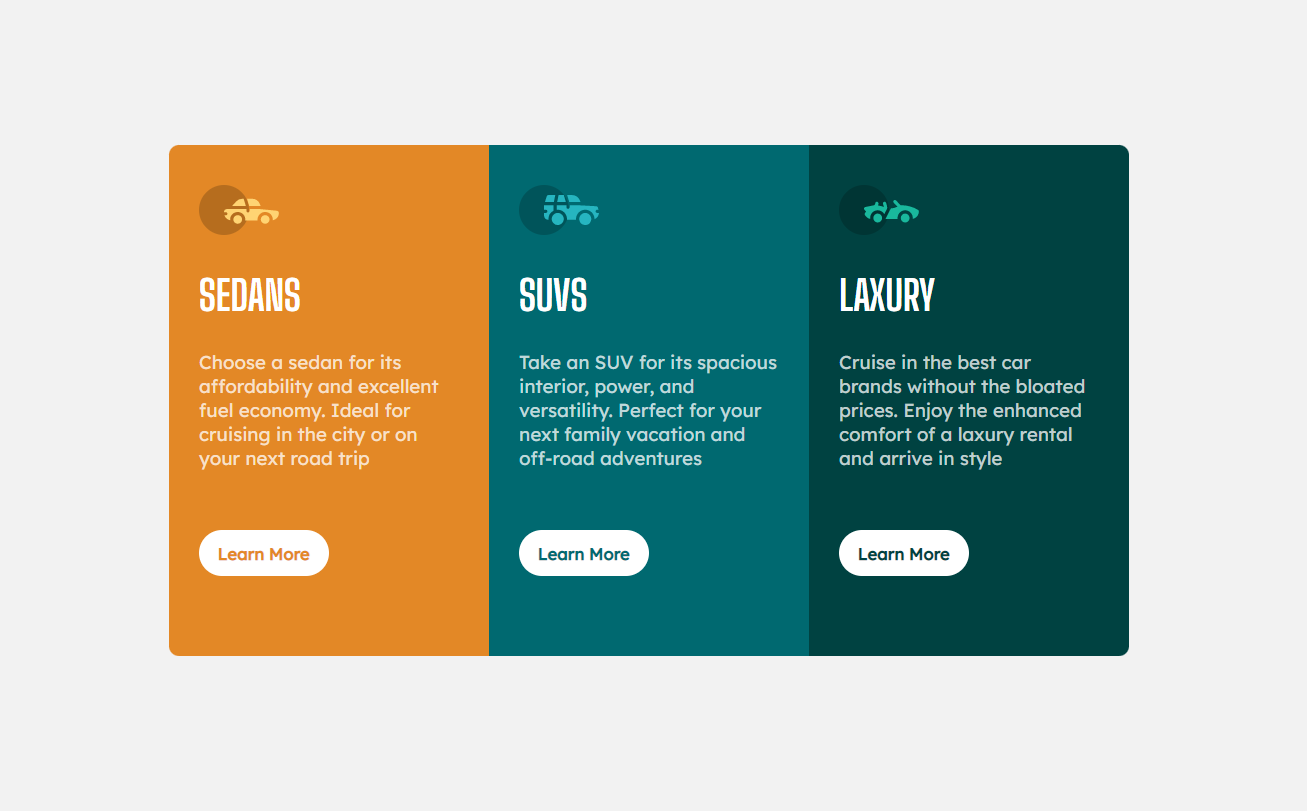 SEDANS
Choose a sedan for its
affordability and excellent
fuel economy. Ideal for
cruising in the city or on
your next road trip
Learn More
SUVS
Take an SUV for its spacious
interior, power, and
versatility. Perfect for your
next family vacation and
off-road adventures
Learn More
LAXURY
Cruise in the best car
brands without the bloated
prices. Enjoy the enhanced
comfort of a laxury rental
and arrive in style
Learn More